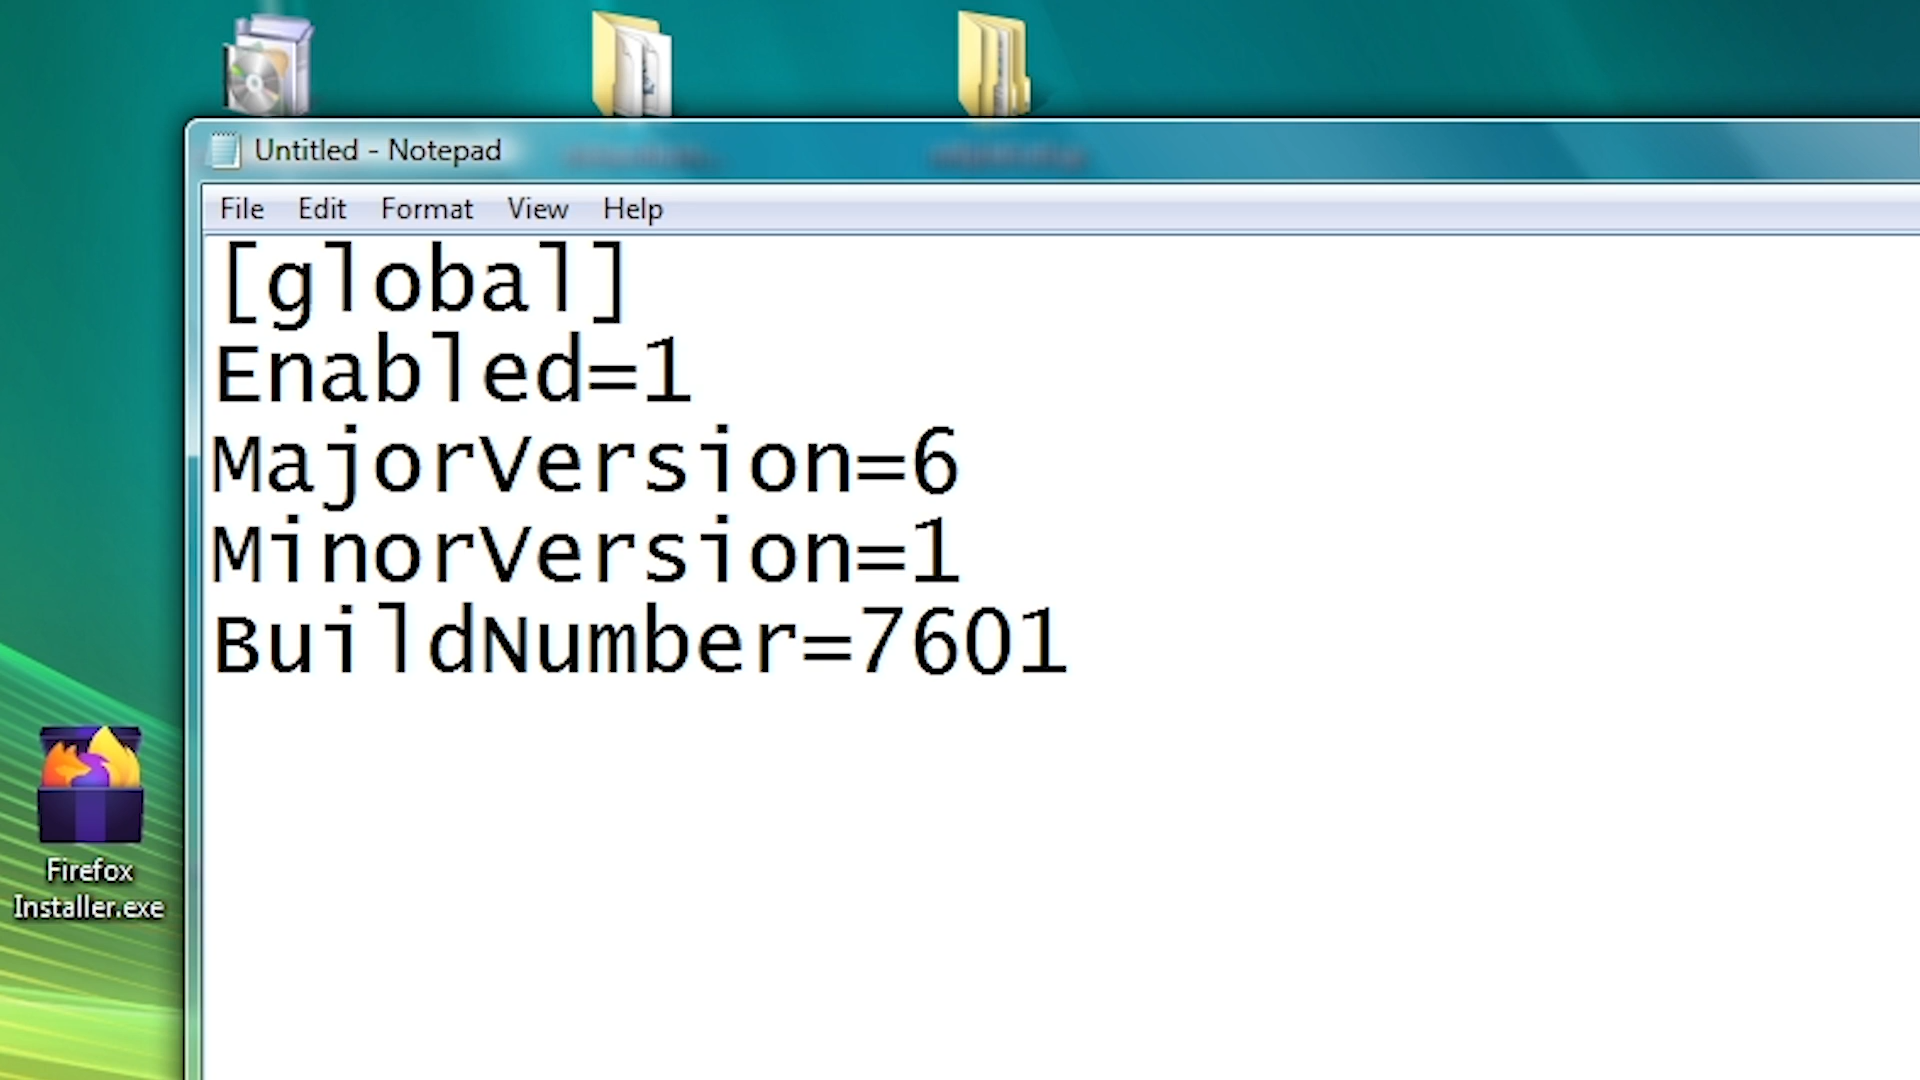 Untitled - Notepad
File Edit Format View Help
[global]
Enabled=1
MajorVersion=6
MinorVersion=1
BuildNumber=7601
Firefox
Installer.exe